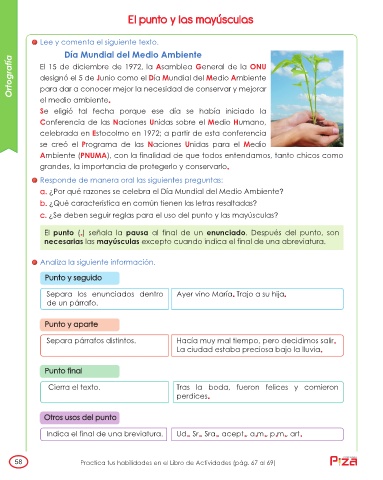 El punto y las mayúsculas
Ortografía
Lee y comenta el siguiente texto.
Día Mundial del Medio Ambiente
El 15 de diciembre de 1972, la Asamblea General de la ONU
designó el 5 de Junio como el Día Mundial del Medio Ambiente
para dar a conocer mejor la necesidad de conservar y mejorar
el medio ambiente.
Se eligió tal fecha porque ese día se había iniciado la
Conferencia de las Naciones Unidas sobre el Medio Humano,
celebrada en Estocolmo en 1972; a partir de esta conferencia
se creó el Programa de las Naciones Unidas para el Medio
Ambiente (PNUMA), con la finalidad de que todos entendamos, tanto chicos como
grandes, la importancia de protegerlo y conservarlo.
Responde de manera oral las siguientes preguntas:
a. ¿Por qué razones se celebra el Día Mundial del Medio Ambiente?
b. ¿Qué característica en común tienen las letras resaltadas?
c. ¿Se deben seguir reglas para el uso del punto y las mayúsculas?
El punto (.) señala la pausa al final de un enunciado. Después del punto, son
necesarias las mayúsculas excepto cuando indica el final de una abreviatura.
Analiza la siguiente información.
Punto y seguido
Separa los enunciados dentro
de un párrafo.
Ayer vino María. Trajo a su hija.
Punto y aparte
Separa párrafos distintos.
Hacía muy mal tiempo, pero decidimos salir.
La ciudad estaba preciosa bajo la lluvia.
Punto final
Cierra el texto.
Tras la boda, fueron felices y comieron
perdices.
Otros usos del punto
Indica el final de una breviatura.
Ud., Sr., Sra., acept., a.m., p.m., art.
58
Practica tus habilidades en el Libro de Actividades (pág. 67 al 69)